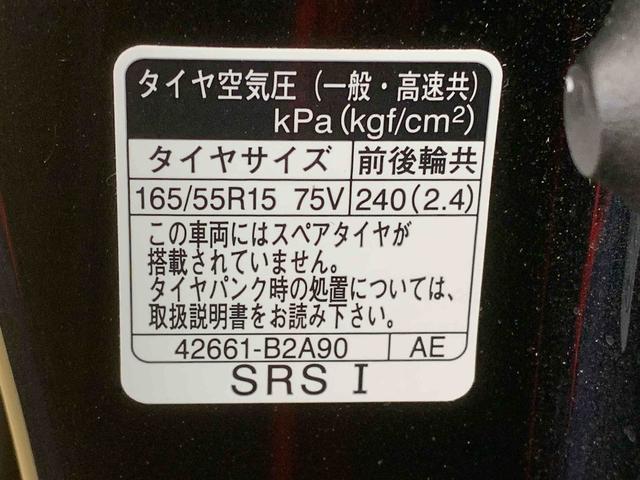 タイヤ空気圧（一般・高速共）
kPa(kgf/cm²)
タイヤサイズ 前後輪共
165/55R15 75V 240(2.4)
この車両にはスペアタイヤが
搭載されていません。
タイヤパンク時の処置については、
取扱説明書をお読み下さい。
42661-B2A90 AE
SRS I